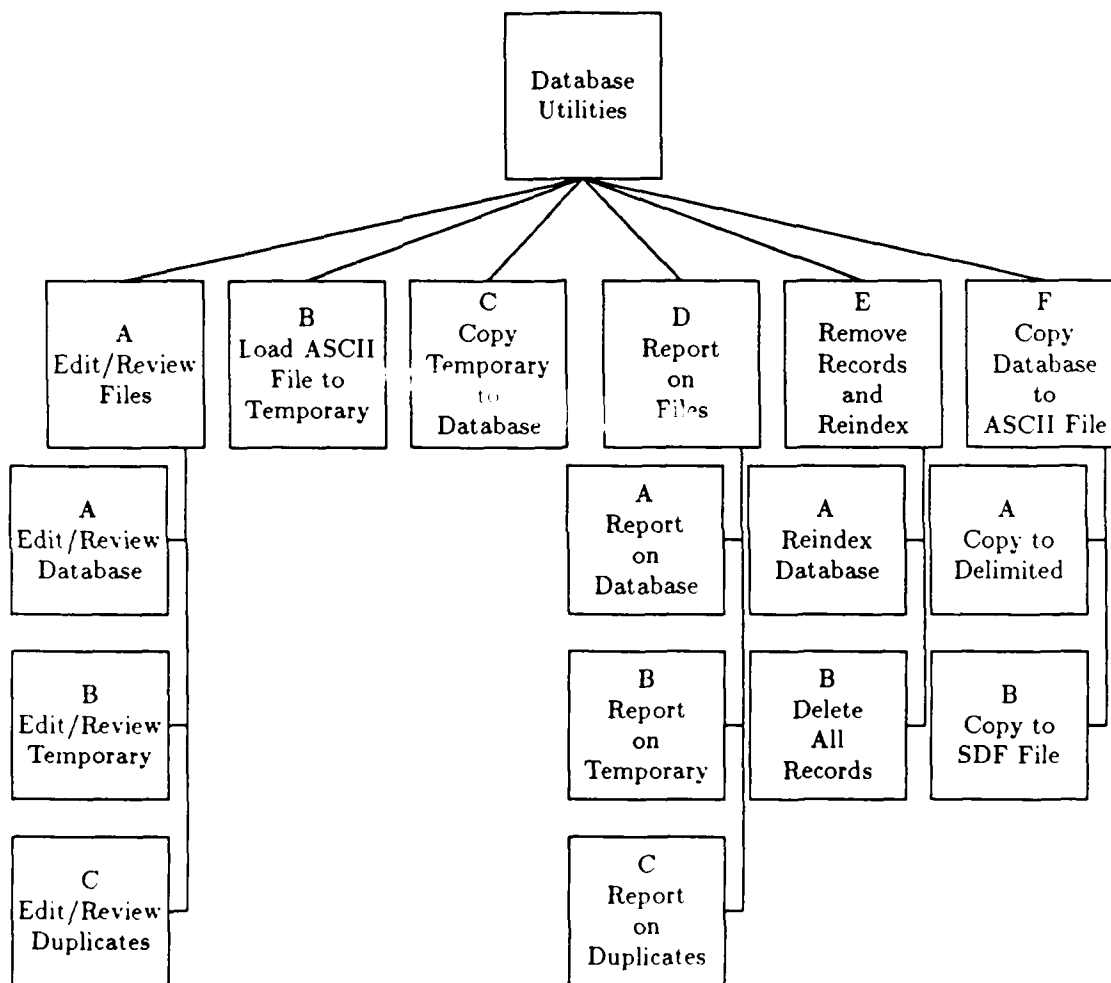 Database
Utilities
A
Edit/Review
Files
B
Load ASCII
File to
Temporary
C
Copy
Temporary
to
Database
D
Report
on
Files
E
Remove
Records
and
Reindex
F
Copy
Database
to
ASCII File
A
Edit/Review
Database
B
Edit/Review
Temporary
C
Edit/Review
Duplicates
A
Report
on
Database
B
Report
on
Temporary
C
Report
on
Duplicates
A
Reindex
Database
B
Delete
All
Records
A
Copy to
Delimited
B
Copy to
SDF File